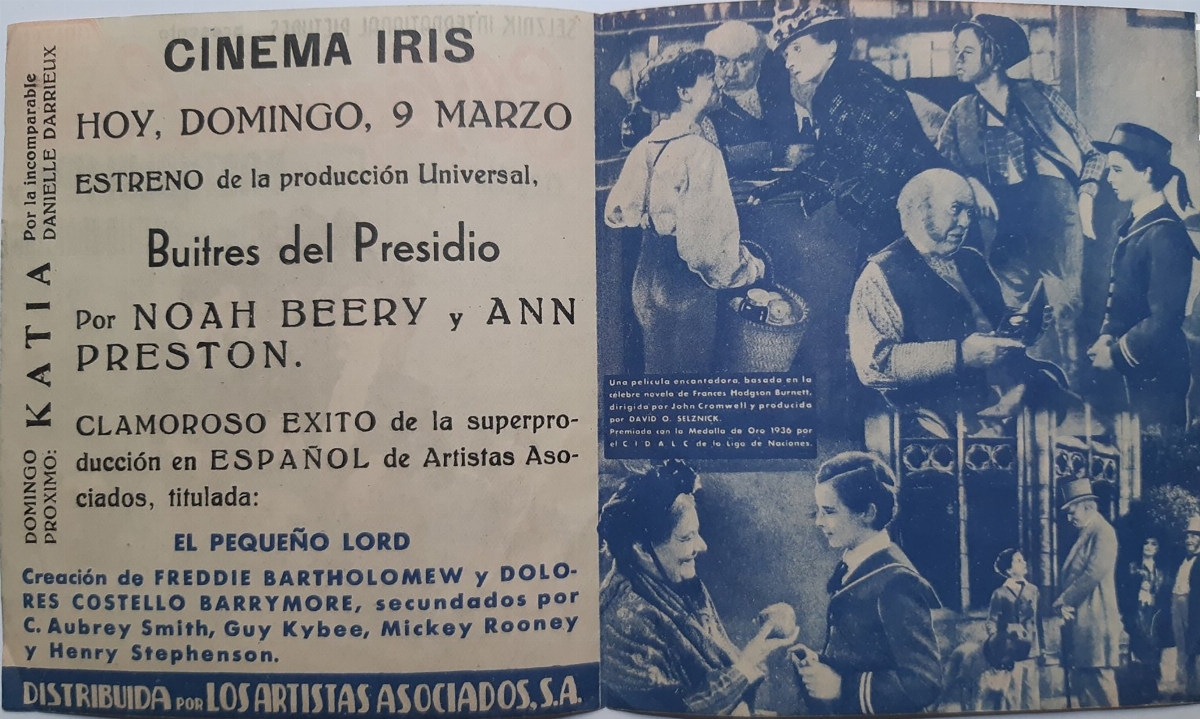 CINEMA IRIS
HOY, DOMINGO, 9 MARZO
ESTRENO de la producción Universal,
Buitres del Presidio
Por NOAH BEERY y ANN
PRESTON.
CLAMOROSO EXITO de la superpro-
ducción en ESPAÑOL de Artistas Aso-
ciados, titulada:
EL PEQUEÑO LORD
Creación de FREDDIE BARTHOLOMEW y DOLO-
RES COSTELLO BARRYMORE, secundados por
C. Aubrey Smith, Guy Kybee, Mickey Rooney
y Henry Stephenson.
DISTRIBUIDA POR LOS ARTISTAS ASOCIADOS, S.A.
DOMINGO
PROXIMO:
KATIA
Por la incomparable
DANIELLE DARRIEUX
Una película encantadora, basada en la
célebre novela de Frances Hodgson Burnett,
dirigida por John Cromwell y producida
por DAVID O. SELZNICK.
Premiada con la Medalla de Oro 1936 por
el C I D A L C de la Liga de Naciones.